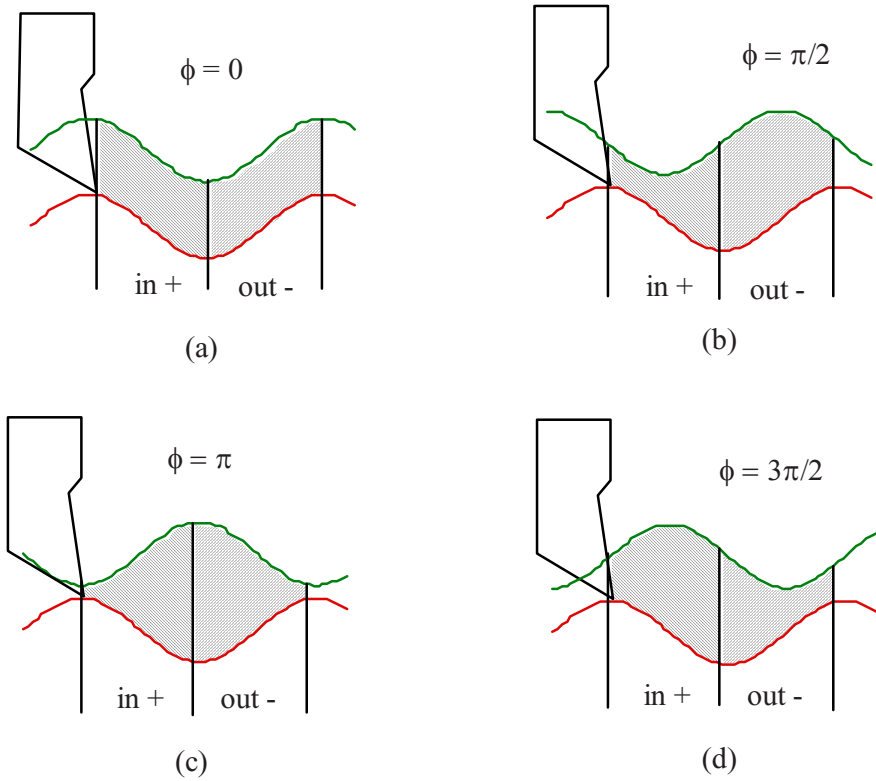 ϕ = 0
in +
out -
(a)
ϕ = π/2
in +
out -
(b)
ϕ = π
in +
out -
(c)
ϕ = 3π/2
in +
out -
(d)